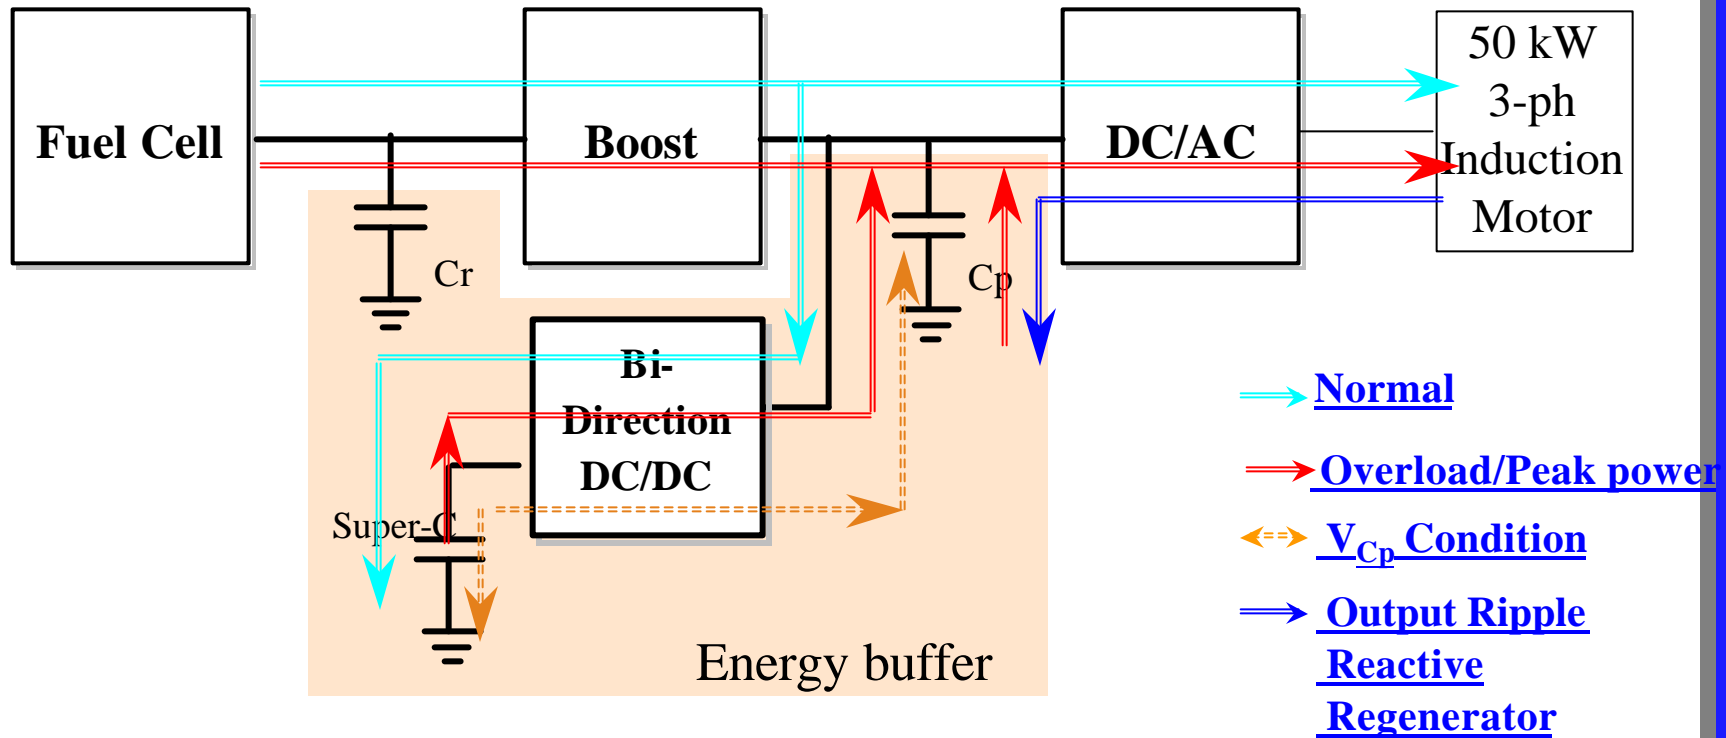 Fuel Cell
Boost
DC/AC
50 kW
3-ph
Induction
Motor
Cr
Cp
Bi-
Direction
DC/DC
Super-C
Energy buffer
Normal
Overload/Peak power
VCp Condition
Output Ripple
Reactive
Regenerator